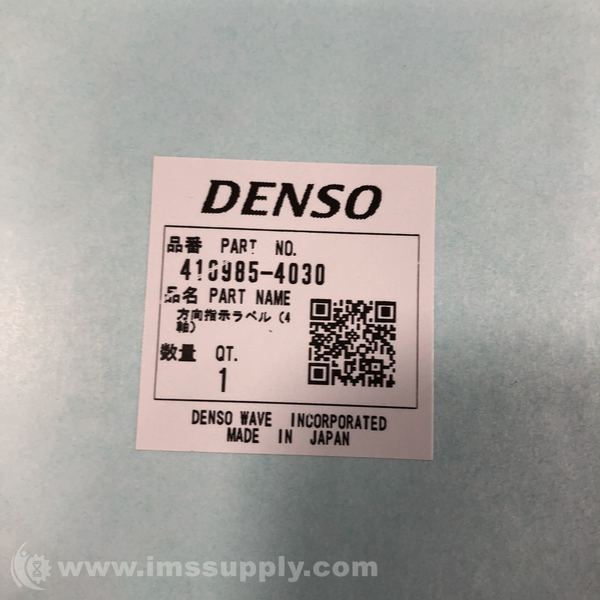 DENSO
品番 PART NO.
410985-4030
品名 PART NAME
方向指示ラベル (4
軸)
数量 QT.
1
DENSO WAVE INCORPORATED
MADE IN JAPAN
www.imssupply.com